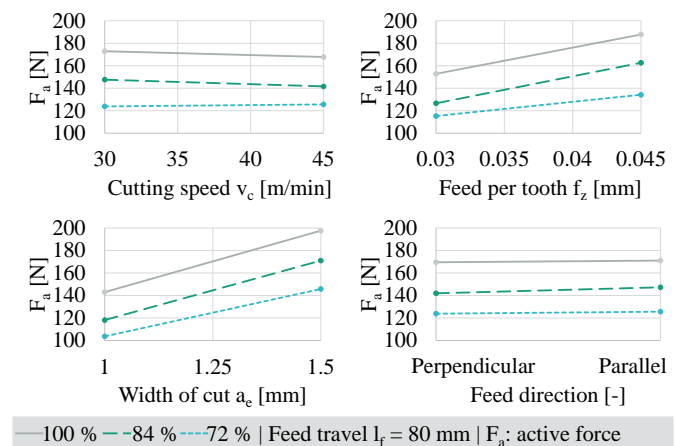 200
180
160
140
120
100
F_a [N]
30 35 40 45
Cutting speed v_c [m/min]
200
180
160
140
120
100
F_a [N]
0.03 0.035 0.04 0.045
Feed per tooth f_z [mm]
200
180
160
140
120
100
F_a [N]
1 1.25 1.5
Width of cut a_e [mm]
200
180
160
140
120
100
F_a [N]
Perpendicular Parallel
Feed direction [-]
100 % 84 % 72 % | Feed travel l_f = 80 mm | F_a: active force